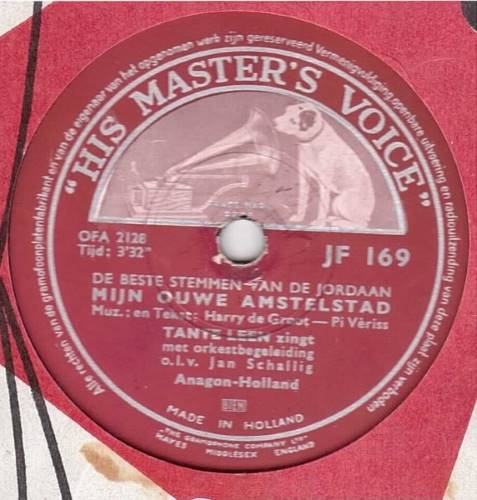 Alle rechten van de gramofoonplatenfabrikant en van de eigenaar van het opgenomen werk zijn gereserveerd Vermenigvuldiging openbare uitvoering en radiouitzending van deze plaat zijn verboden
"HIS MASTER'S VOICE"
OFA 2128
Tijd: 3'32"
JF 169
DE BESTE STEMMEN VAN DE JORDAAN
MIJN OUWE AMSTELSTAD
Muz.: en Tekst: Harry de Groot — Pi Vèriss
TANTE LEEN zingt
met orkestbegeleiding
o.l.v. Jan Schallig
Anagon-Holland
BIEM
MADE IN HOLLAND
THE GRAMOPHONE COMPANY LTD
HAYES MIDDLESEX ENGLAND